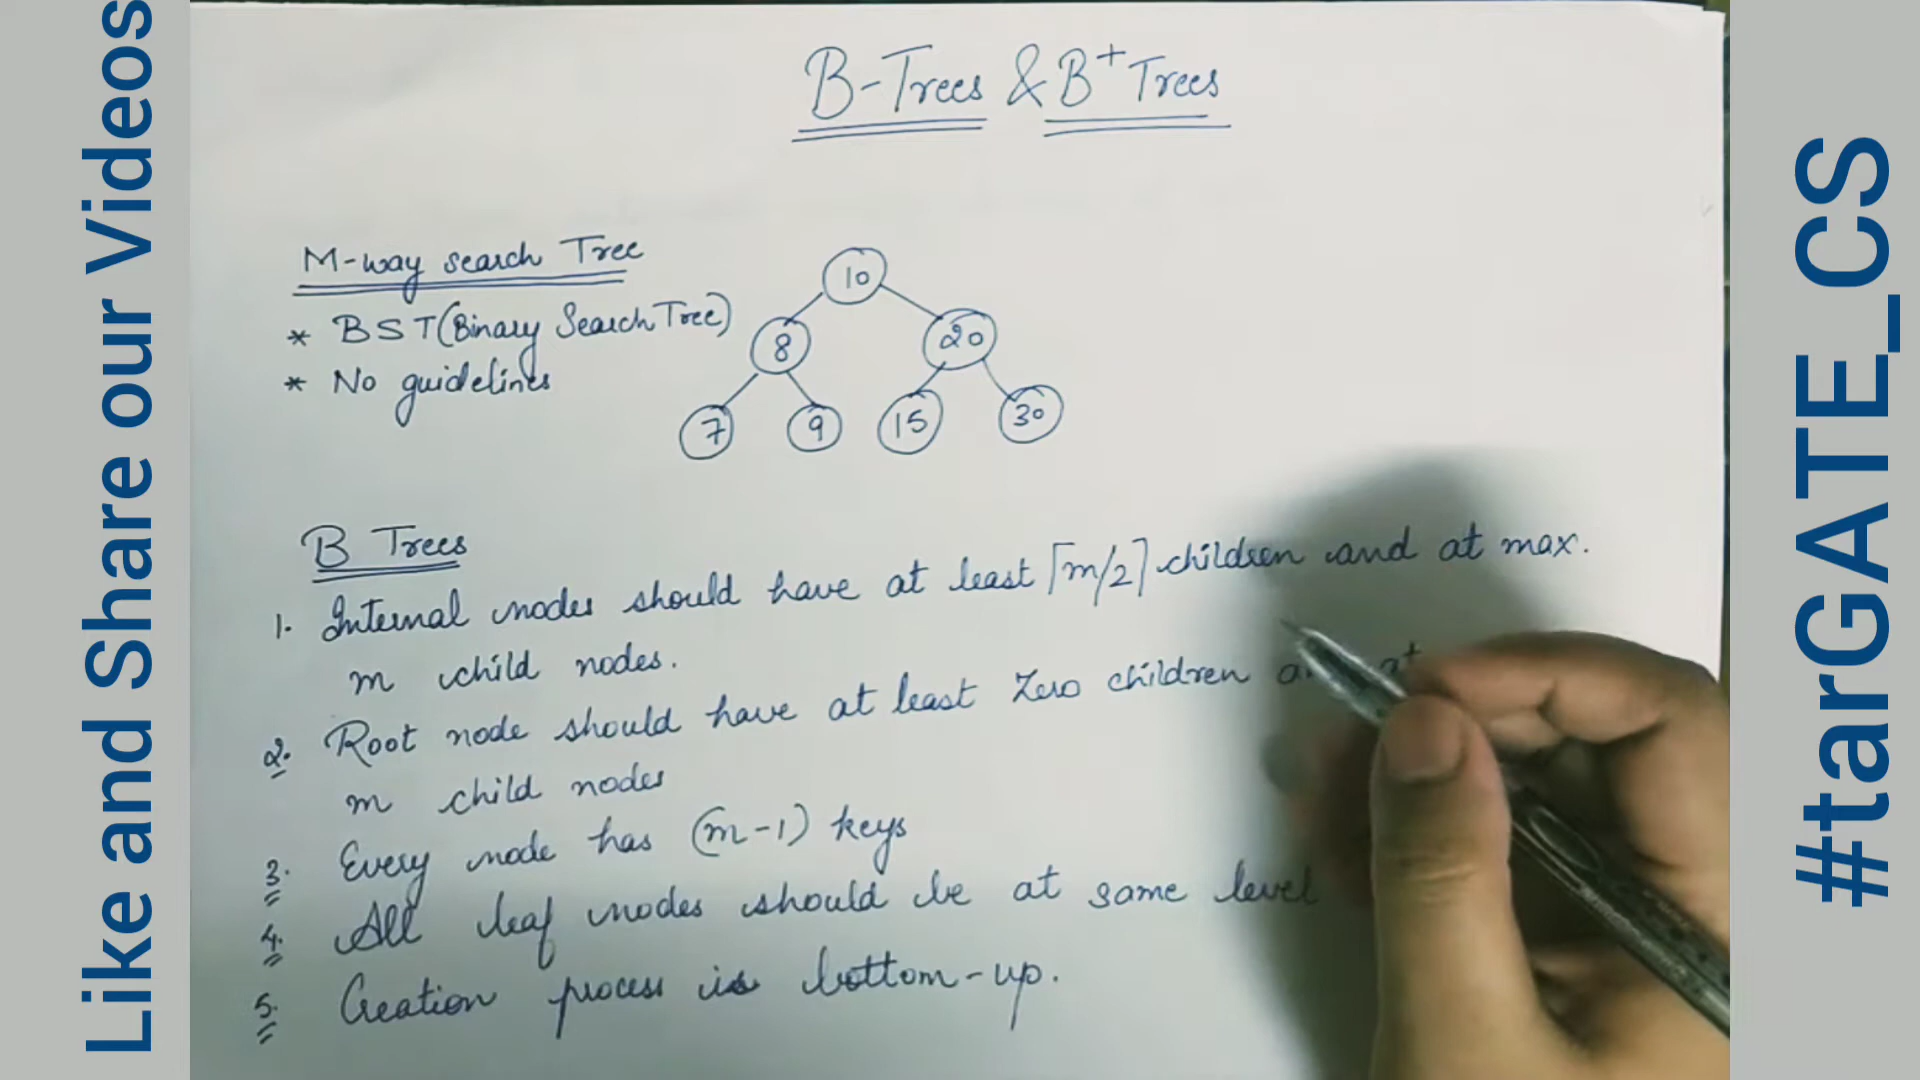 Like and Share our Videos
B-Trees & B+ Trees
M-way search Tree
* BST(Binary Search Tree)
* No guidelines
10
8 20
7 9 15 30
B Trees
1. Internal nodes should have at least ⌈m/2⌉ children and at max.
m child nodes.
2. Root node should have at least Zero children at
m child nodes
3. Every node has (m-1) keys
4. All leaf nodes should be at same level
5. Creation process is bottom-up.
#tarGATE_CS